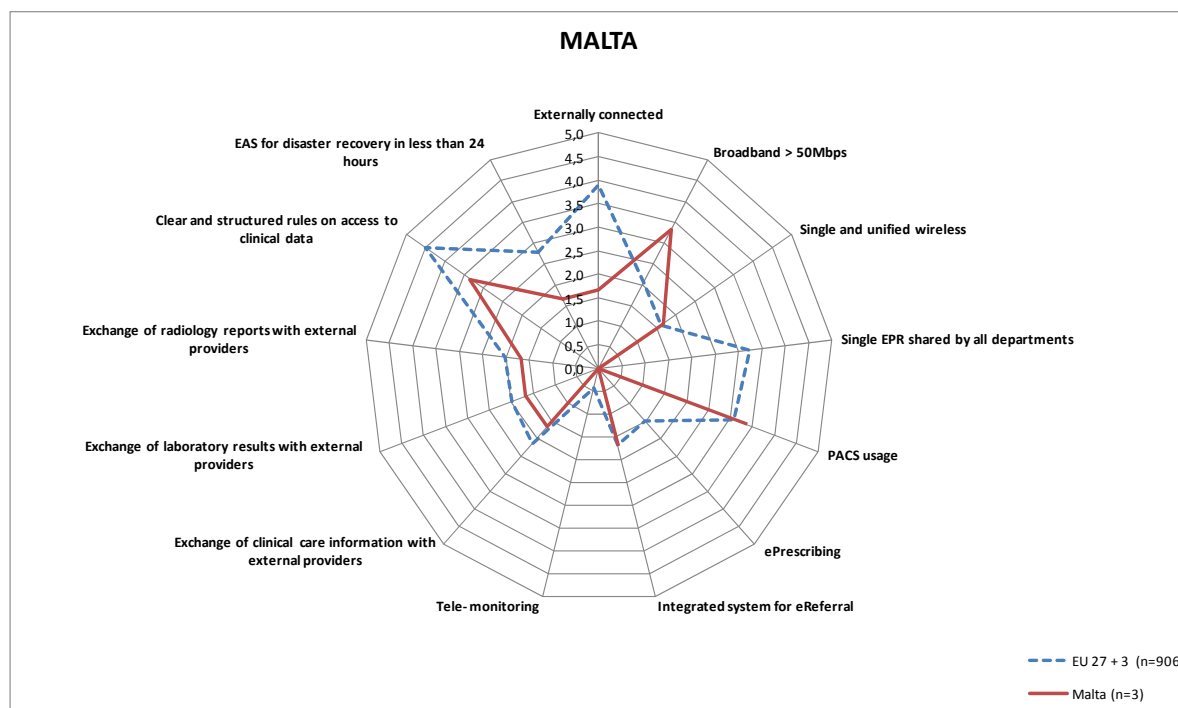 MALTA
Externally connected
EAS for disaster recovery in less than 24
hours
Broadband > 50Mbps
Clear and structured rules on access to
clinical data
Single and unified wireless
Exchange of radiology reports with external
providers
Single EPR shared by all departments
Exchange of laboratory results with external
providers
PACS usage
Exchange of clinical care information with
external providers
ePrescribing
Tele- monitoring
Integrated system for eReferral
5,0
4,5
4,0
3,5
3,0
2,5
2,0
1,5
1,0
0,5
0,0
EU 27 + 3 (n=906
Malta (n=3)